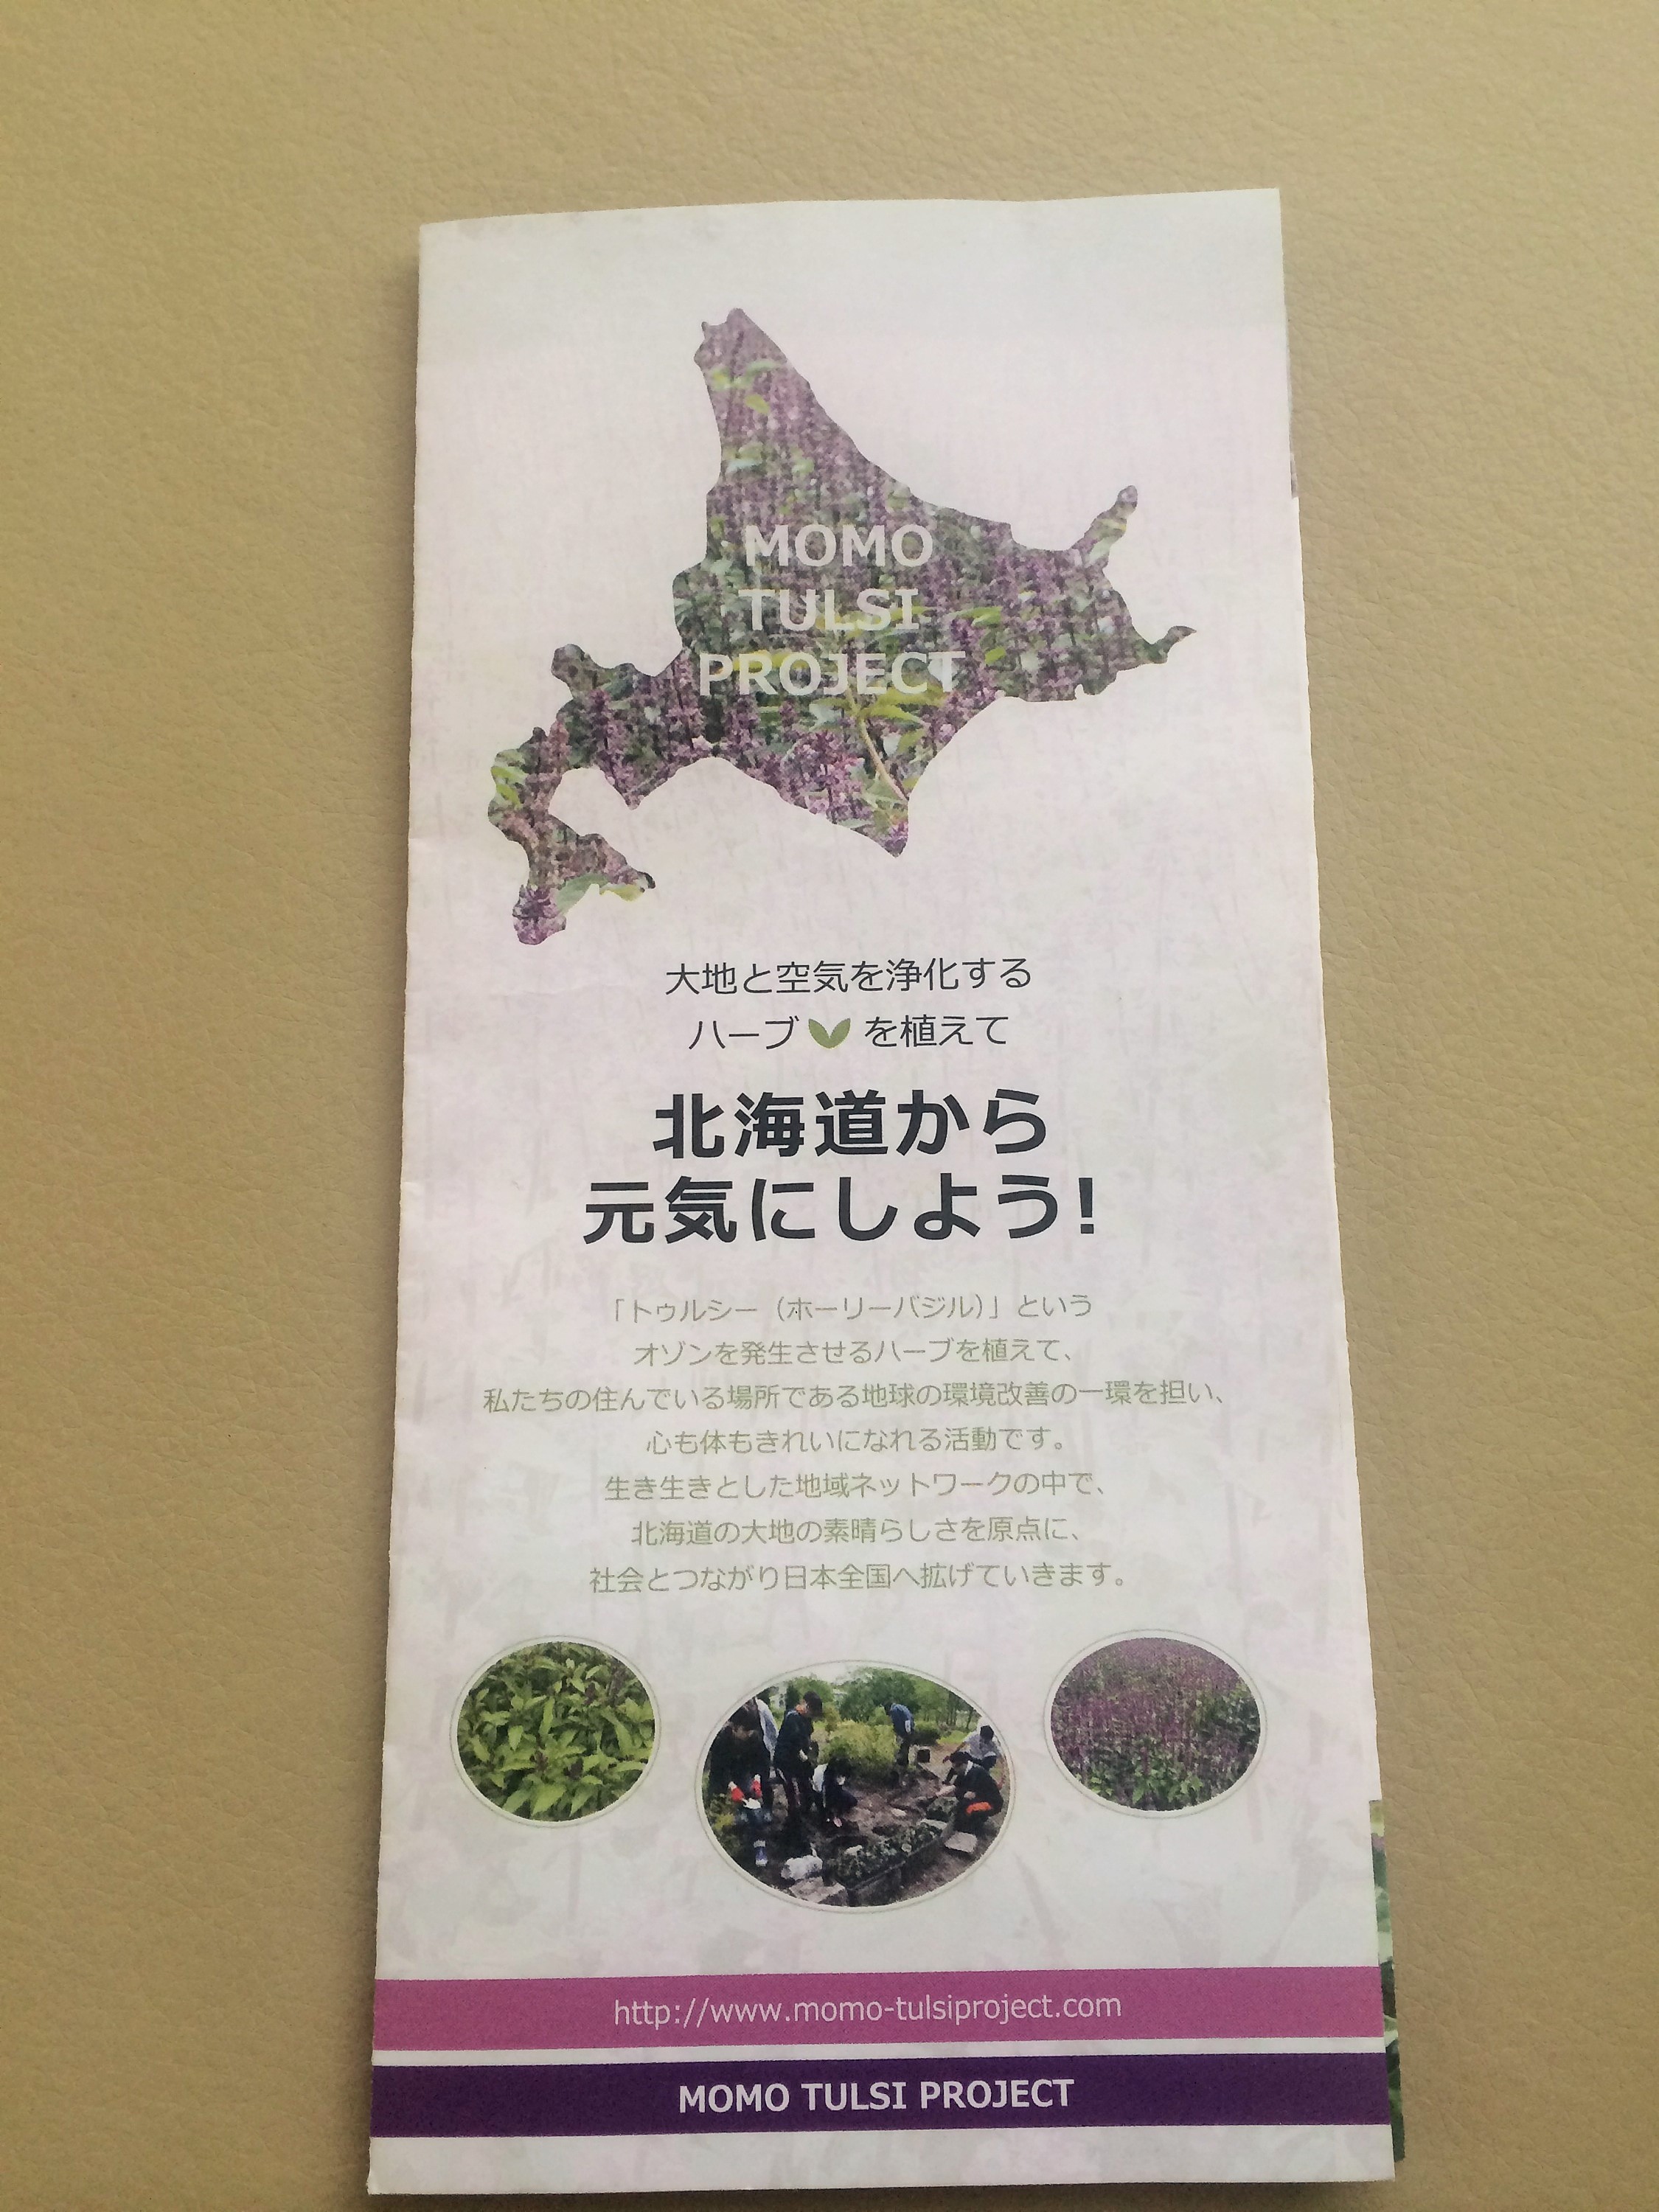 MOMO
TULSI
PROJECT
大地と空気を浄化する
ハーブ を植えて
北海道から
元気にしよう!
「トゥルシー（ホーリーバジル）」という
オゾンを発生させるハーブを植えて、
私たちの住んでいる場所である地球の環境改善の一環を担い、
心も体もきれいになれる活動です。
生き生きとした地域ネットワークの中で、
北海道の大地の素晴らしさを原点に、
社会とつながり日本全国へ拡げていきます。
http://www.momo-tulsiproject.com
MOMO TULSI PROJECT